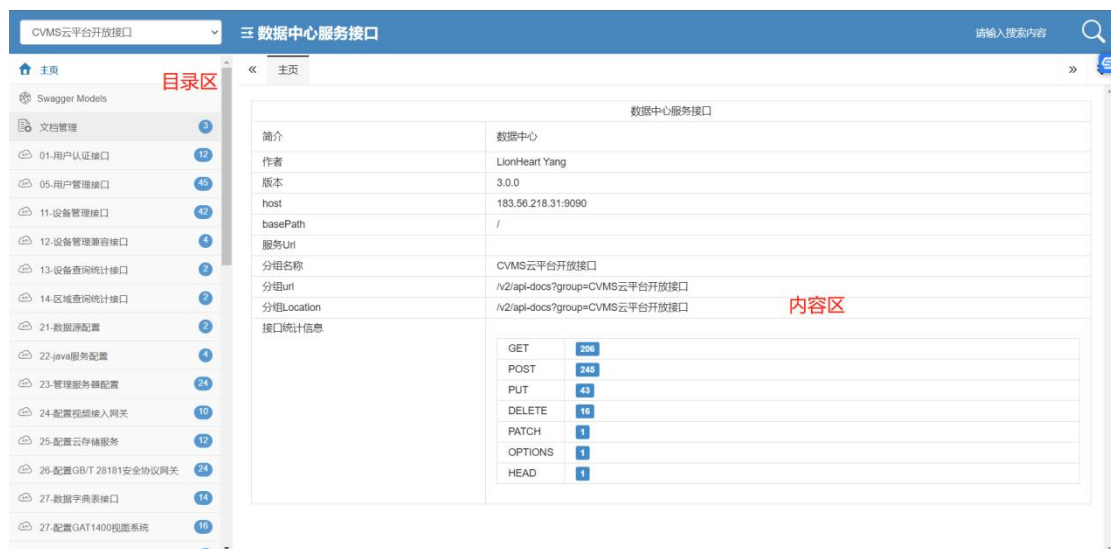 CVMS云平台开放接口
数据中心服务接口
请输入搜索内容
主页
目录区
Swagger Models
文档管理 3
01-用户认证接口 12
05-用户管理接口 45
11-设备管理接口 42
12-设备管理兼容接口 4
13-设备查询统计接口 2
14-区域查询统计接口 2
21-数据源配置 2
22-java服务配置 4
23-管理服务器配置 24
24-配置视频接入网关 10
25-配置云存储服务 12
26-配置GB/T 28181安全协议网关 24
27-数据字典表接口 14
27-配置GAT1400视图系统 16
主页
数据中心服务接口
简介 数据中心
作者 LionHeart Yang
版本 3.0.0
host 183.56.218.31:9090
basePath /
服务Url
分组名称 CVMS云平台开放接口
分组url /v2/api-docs?group=CVMS云平台开放接口
分组Location /v2/api-docs?group=CVMS云平台开放接口
内容区
接口统计信息
GET 206
POST 245
PUT 43
DELETE 16
PATCH 1
OPTIONS 1
HEAD 1